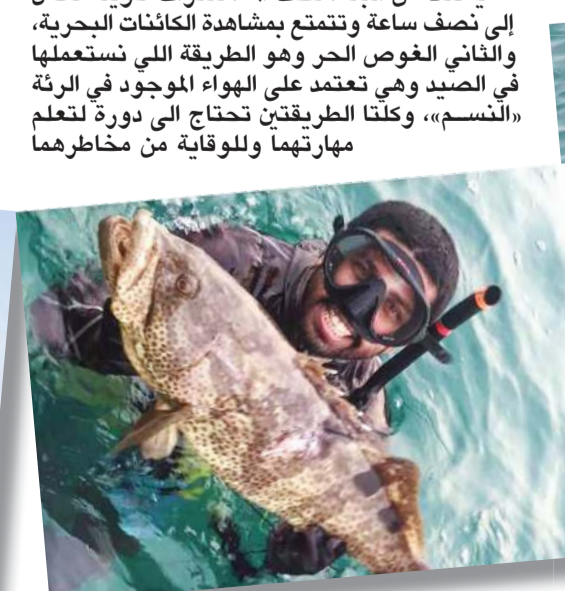 إلى نصف ساعة وتتمتع بمشاهدة الكائنات البحرية،
والثاني الغوص الحر وهو الطريقة اللي نستعملها
في الصيد وهي تعتمد على الهواء الموجود في الرئة
«النســم»، وكلتا الطريقتين تحتاج الى دورة لتعلم
مهارتهما وللوقاية من مخاطرهما